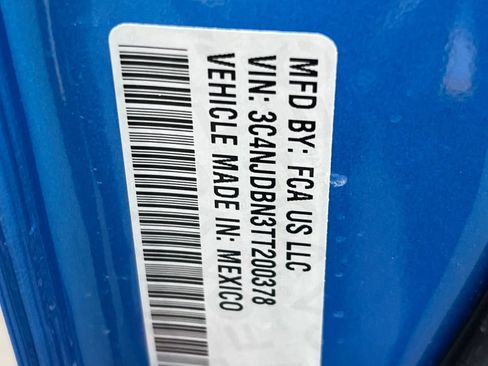 MFD BY: FCA US LLC
VIN: 3C4NJDBN3TT200378
VEHICLE MADE IN: MEXICO